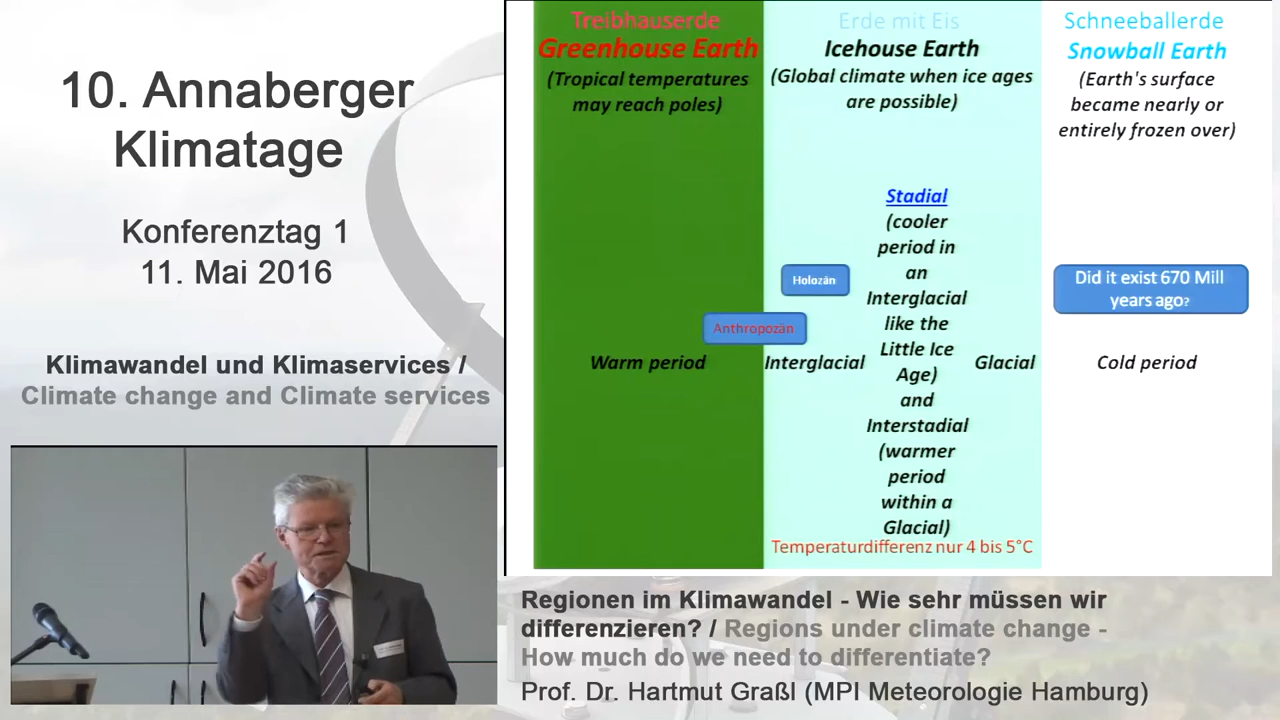 10. Annaberger
Klimatage
Konferenztag 1
11. Mai 2016
Klimawandel und Klimaservices /
Climate change and Climate services
Treibhauserde
Greenhouse Earth
(Tropical temperatures
may reach poles)
Warm period
Erde mit Eis
Icehouse Earth
(Global climate when ice ages
are possible)
Holozän
Anthropozän
Interglacial
Stadial
(cooler
period in
an
Interglacial
like the
Little Ice
Age)
and
Interstadial
(warmer
period
within a
Glacial)
Glacial
Temperaturdifferenz nur 4 bis 5°C
Schneeballerde
Snowball Earth
(Earth's surface
became nearly or
entirely frozen over)
Did it exist 670 Mill
years ago?
Cold period
Regionen im Klimawandel - Wie sehr müssen wir
differenzieren? / Regions under climate change -
How much do we need to differentiate?
Prof. Dr. Hartmut Graßl (MPI Meteorologie Hamburg)